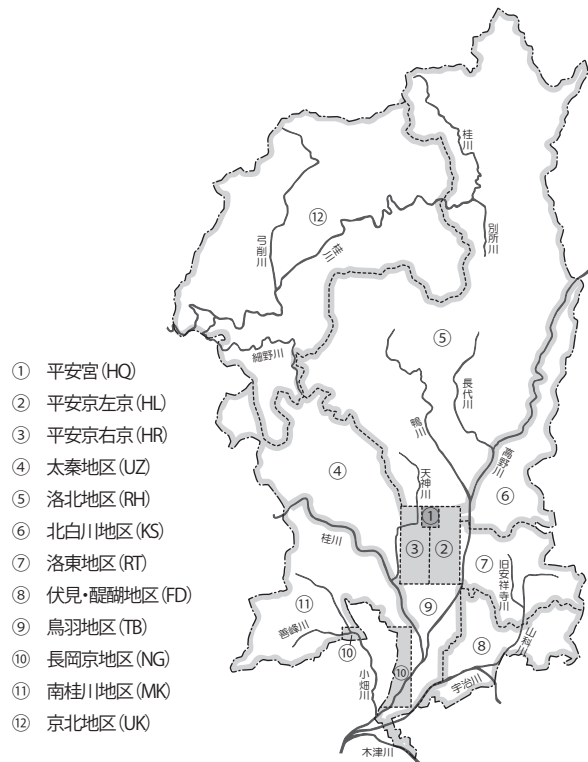 ① 平安宮(HQ)
② 平安京左京(HL)
③ 平安京右京(HR)
④ 太秦地区(UZ)
⑤ 洛北地区(RH)
⑥ 北白川地区(KS)
⑦ 洛東地区(RT)
⑧ 伏見・醍醐地区(FD)
⑨ 鳥羽地区(TB)
⑩ 長岡京地区(NG)
⑪ 南桂川地区(MK)
⑫ 京北地区(UK)
桂川
⑫
別所川
弓削川
桂川
⑤
細野川
長代川
鴨川
高野川
④
天神川
⑥
①
桂川
③
②
⑦
旧安祥寺川
⑪
⑨
山科川
善峰川
⑧
⑩
⑩
小畑川
宇治川
木津川